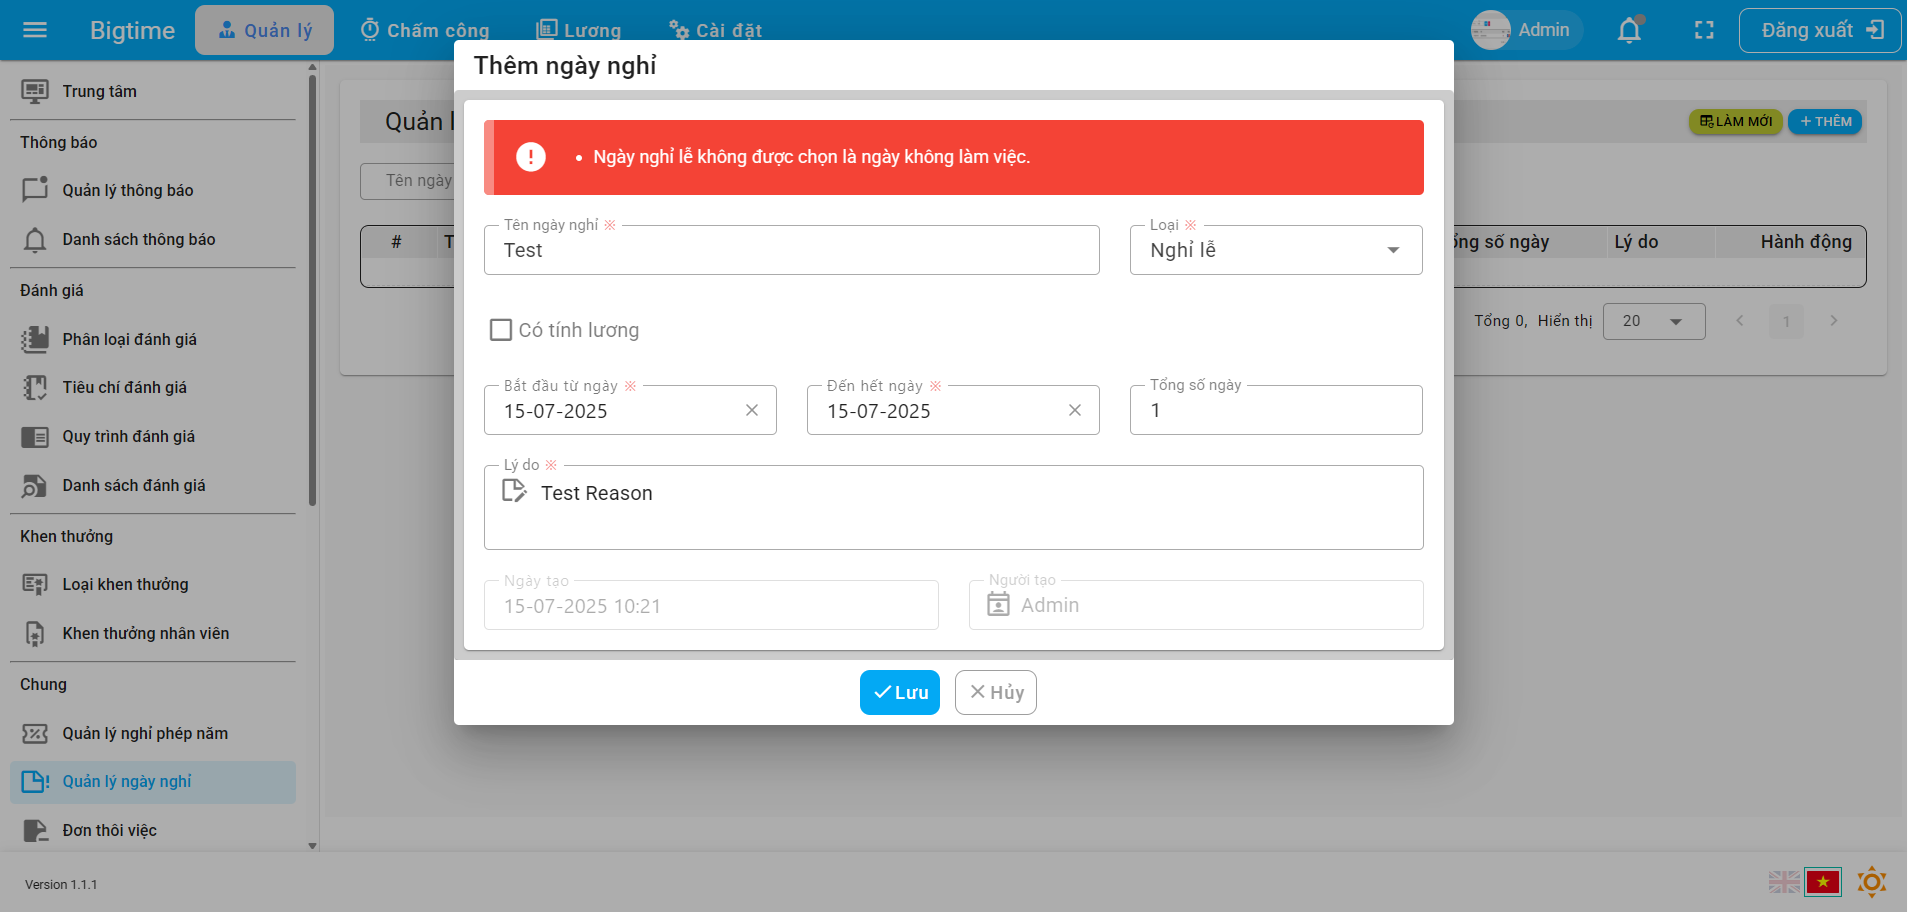 Bigtime
Quản lý
Chấm công
Lương
Cài đặt
Admin
Đăng xuất
Trung tâm
Thông báo
Quản lý thông báo
Danh sách thông báo
Đánh giá
Phân loại đánh giá
Tiêu chí đánh giá
Quy trình đánh giá
Danh sách đánh giá
Khen thưởng
Loại khen thưởng
Khen thưởng nhân viên
Chung
Quản lý nghỉ phép năm
Quản lý ngày nghỉ
Đơn thôi việc
Version 1.1.1
Quản l
LÀM MỚI
+ THÊM
Tên ngày
# T
ổng số ngày Lý do Hành động
Tổng 0, Hiển thị 20 1
Thêm ngày nghỉ
• Ngày nghỉ lễ không được chọn là ngày không làm việc.
Tên ngày nghỉ ※
Test
Loại ※
Nghỉ lễ
Có tính lương
Bắt đầu từ ngày ※
15-07-2025
Đến hết ngày ※
15-07-2025
Tổng số ngày
1
Lý do ※
Test Reason
Ngày tạo
15-07-2025 10:21
Người tạo
Admin
Lưu
Hủy